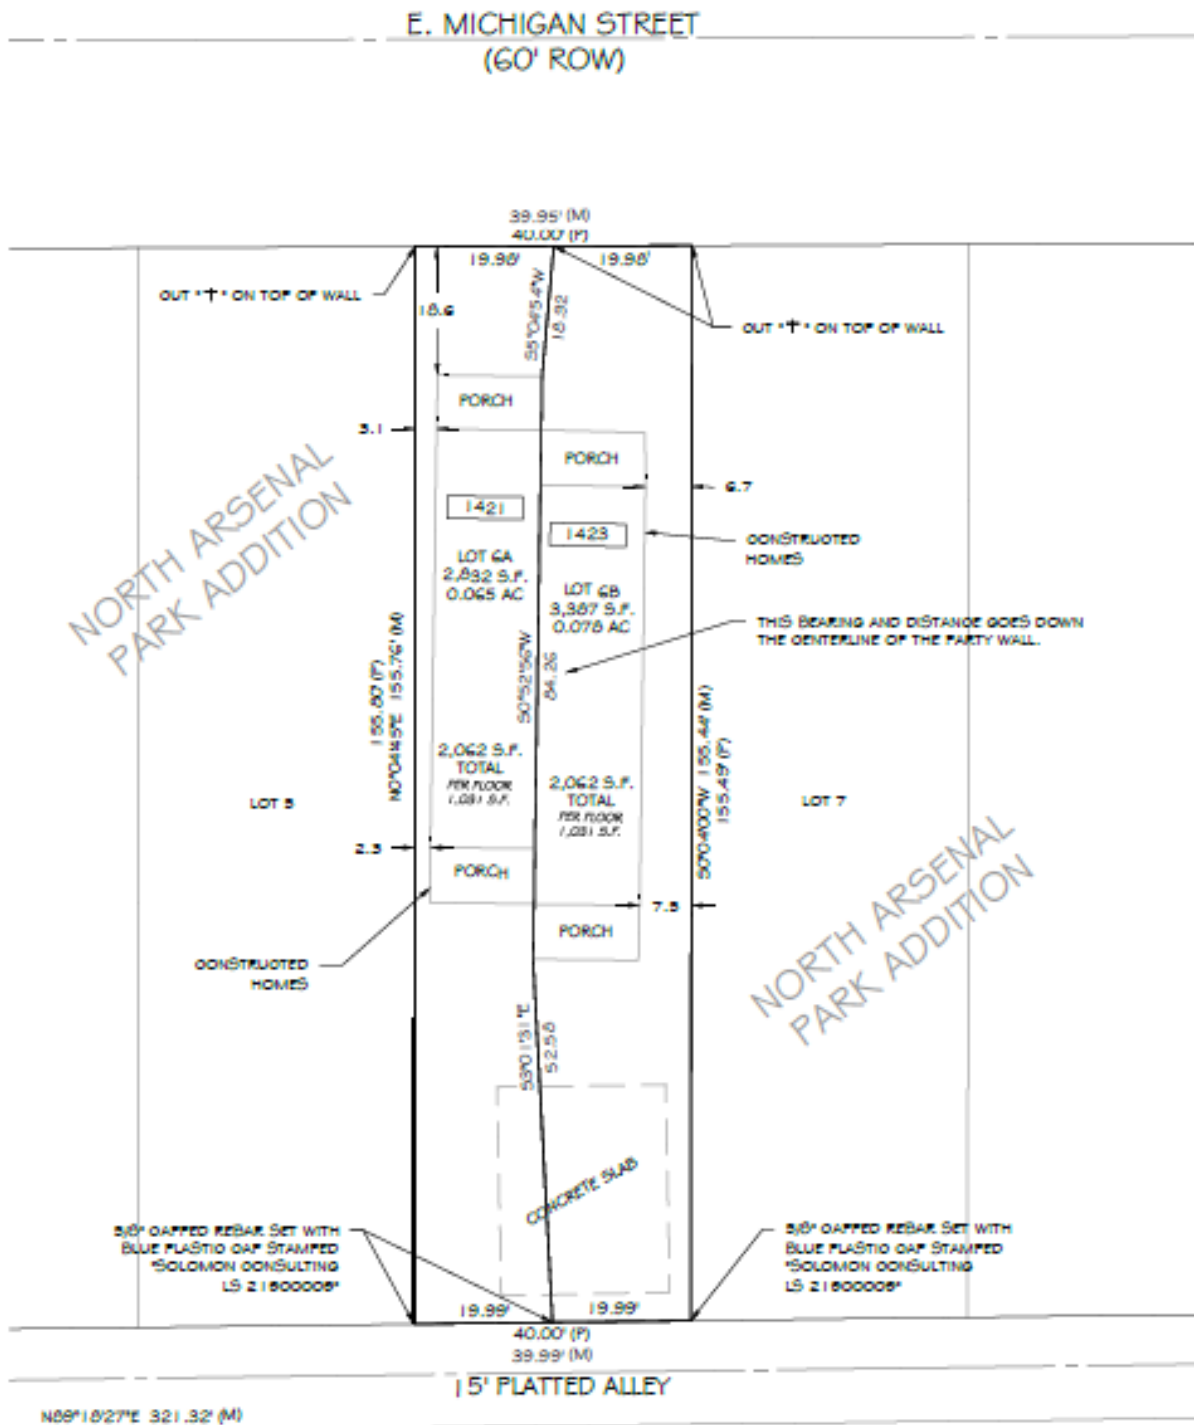 E. MICHIGAN STREET
(60' ROW)
39.95' (M)
40.00' (P)
19.98'
19.98'
CUT "†" ON TOP OF WALL
CUT "†" ON TOP OF WALL
18.6
S5°04'54"W
18.32
PORCH
3.1
PORCH
6.7
NORTH ARSENAL
PARK ADDITION
1421
1423
CONSTRUCTED
HOMES
LOT 6A
2,832 S.F.
0.065 AC
LOT 6B
3,387 S.F.
0.078 AC
THIS BEARING AND DISTANCE GOES DOWN
THE CENTERLINE OF THE PARTY WALL.
S0°52'56"W
84.26
155.80' (P)
N0°04'45"E 155.76' (M)
S0°04'00"W 155.44' (M)
155.49' (P)
2,062 S.F.
TOTAL
PER FLOOR
1,031 S.F.
2,062 S.F.
TOTAL
PER FLOOR
1,031 S.F.
LOT 5
LOT 7
2.3
PORCH
7.5
PORCH
CONSTRUCTED
HOMES
NORTH ARSENAL
PARK ADDITION
S3°01'31"E
52.58
CONCRETE SLAB
5/8" CAPPED REBAR SET WITH
BLUE PLASTIC CAP STAMPED
"SOLOMON CONSULTING
LS
5/8" CAPPED REBAR SET WITH
BLUE PLASTIC CAP STAMPED
"SOLOMON CONSULTING
LS
19.99'
19.99'
40.00' (P)
39.99' (M)
15' PLATTED ALLEY
N89°18'27"E 321.32' (M)